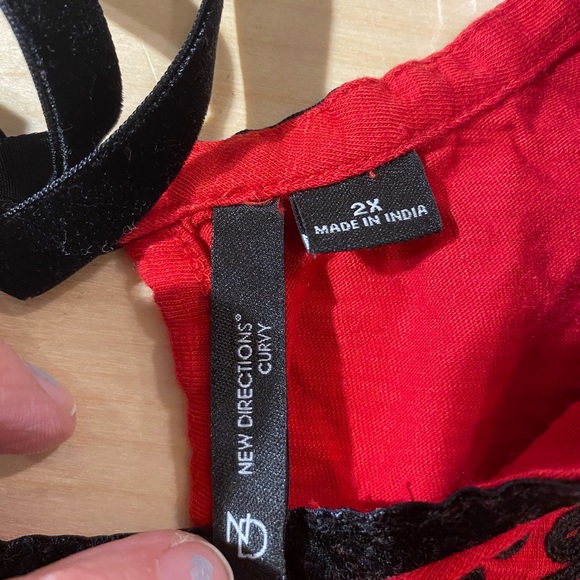 2X
MADE IN INDIA
NEW DIRECTIONS®
CURVY
ND